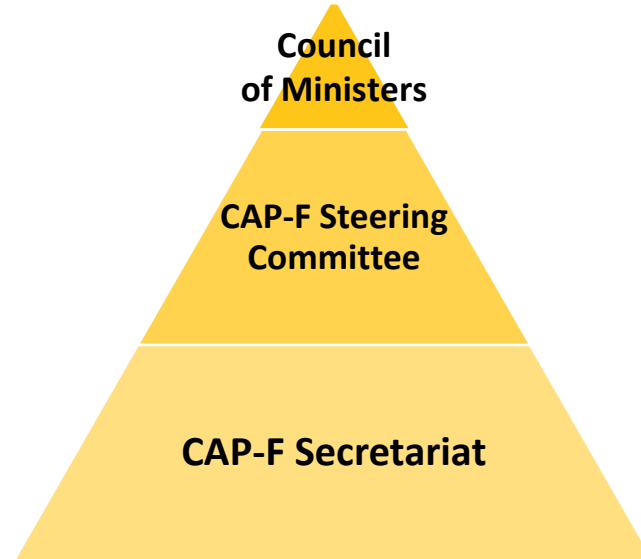 Council
of Ministers
CAP-F Steering
Committee
CAP-F Secretariat